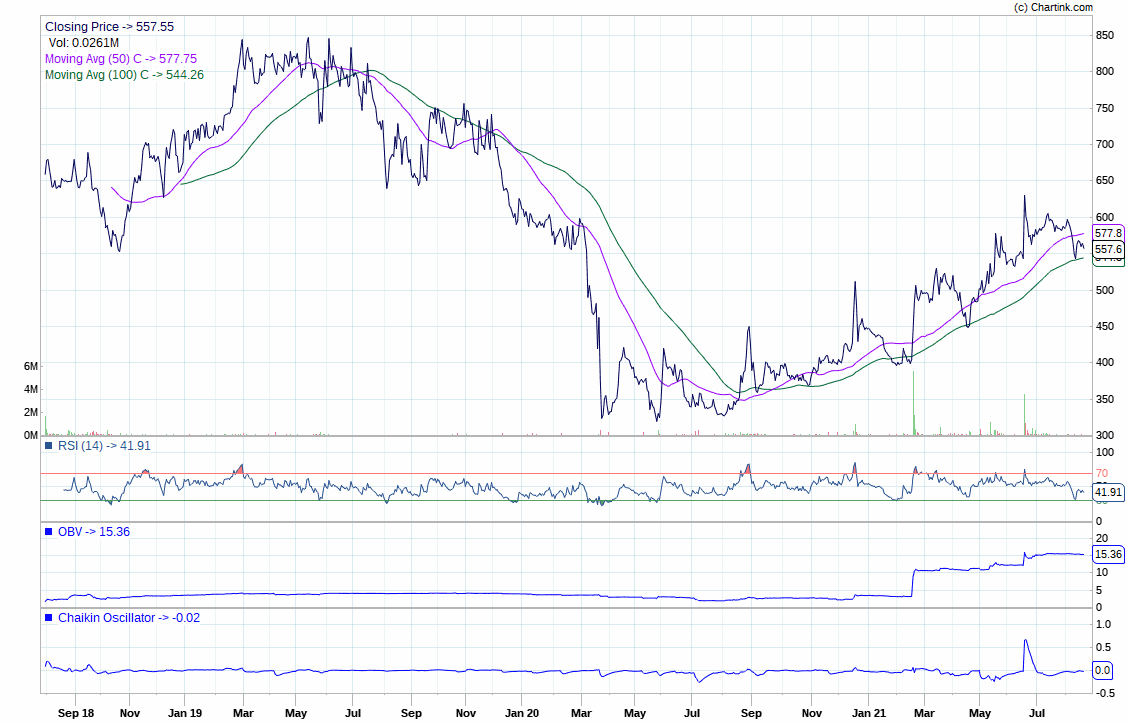 (c) Chartink.com
Closing Price -> 557.55
Vol: 0.0261M
Moving Avg (50) C -> 577.75
Moving Avg (100) C -> 544.26
850
800
750
700
650
600
577.8
557.6
500
450
400
350
300
6M
4M
2M
0M
RSI (14) -> 41.91
100
70
41.91
0
OBV -> 15.36
20
15.36
10
5
0
Chaikin Oscillator -> -0.02
1.0
0.5
0.0
-0.5
Sep 18 Nov Jan 19 Mar May Jul Sep Nov Jan 20 Mar May Jul Sep Nov Jan 21 Mar May Jul